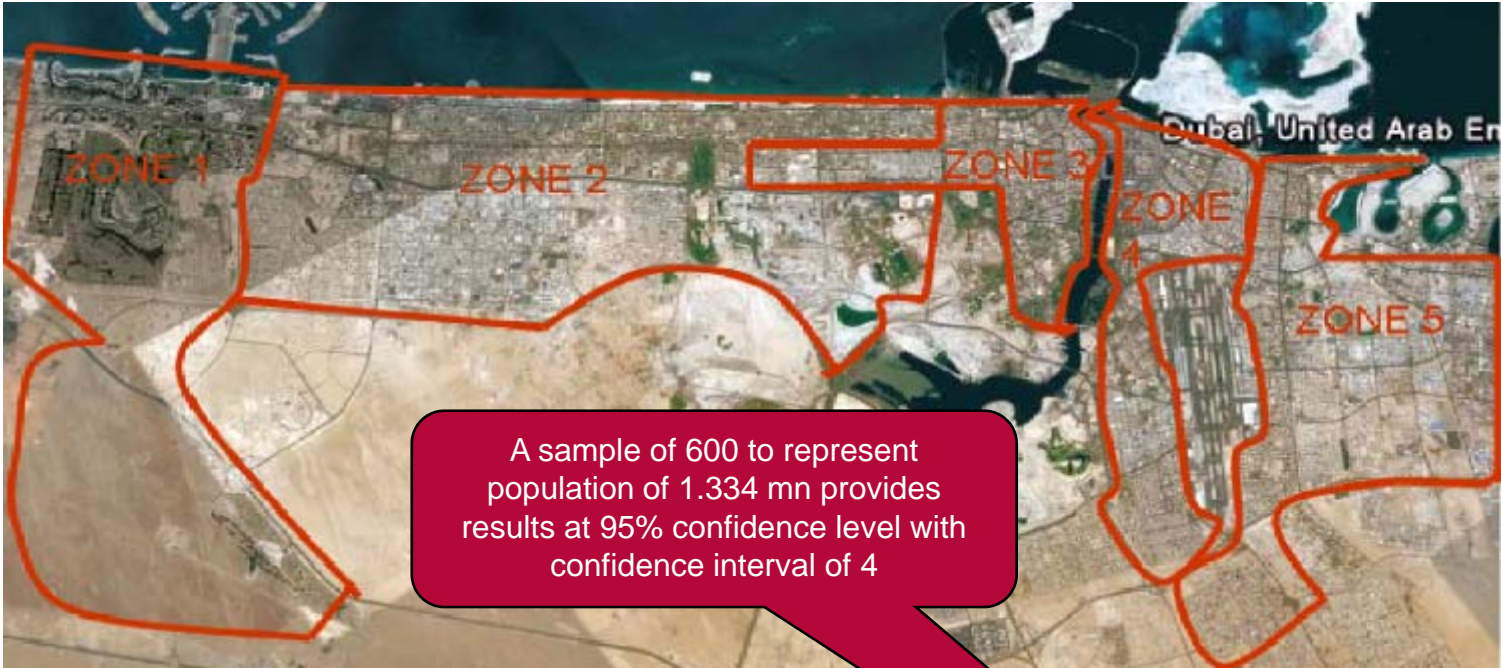 Dubai, United Arab En
ZONE 1
ZONE 2
ZONE 3
ZONE
4
ZONE 5
A sample of 600 to represent
population of 1.334 mn provides
results at 95% confidence level with
confidence interval of 4